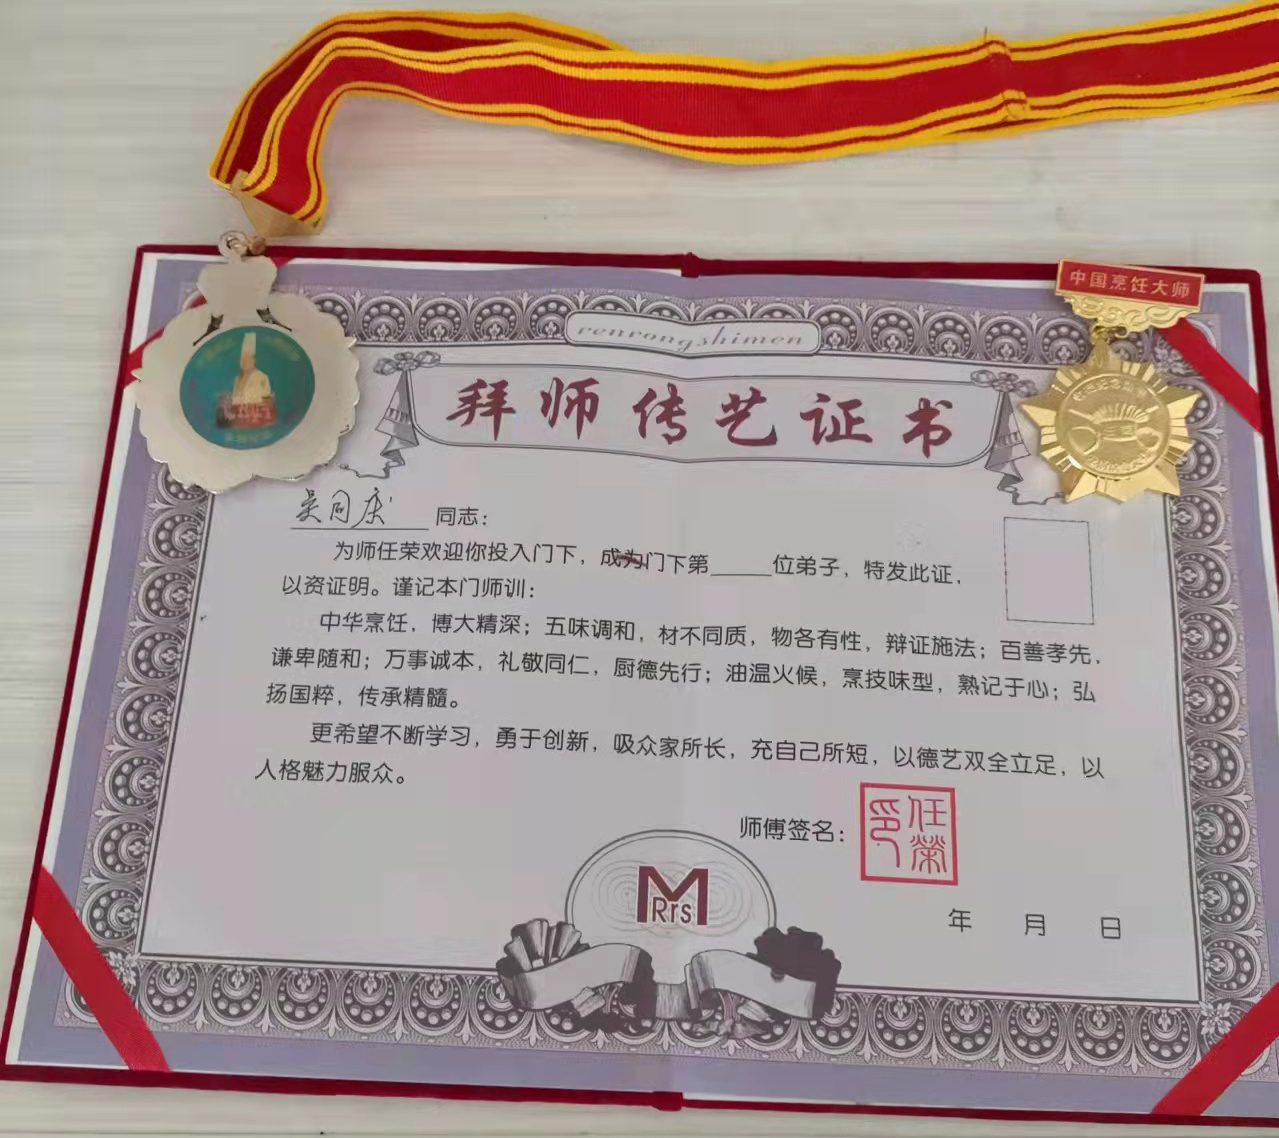 中国烹饪大师
renrongshimen
拜师传艺证书
吴同庆 同志：
为师任荣欢迎你投入门下，成为门下第_____位弟子，特发此证，
以资证明。谨记本门师训：
中华烹饪，博大精深；五味调和，材不同质，物各有性，辩证施法；百善孝先，
谦卑随和；万事诚本，礼敬同仁，厨德先行；油温火候，烹技味型，熟记于心；弘
扬国粹，传承精髓。
更希望不断学习，勇于创新，吸众家所长，充自己所短，以德艺双全立足，以
人格魅力服众。
师傅签名：
任榮印
M
Rrs
年 月 日